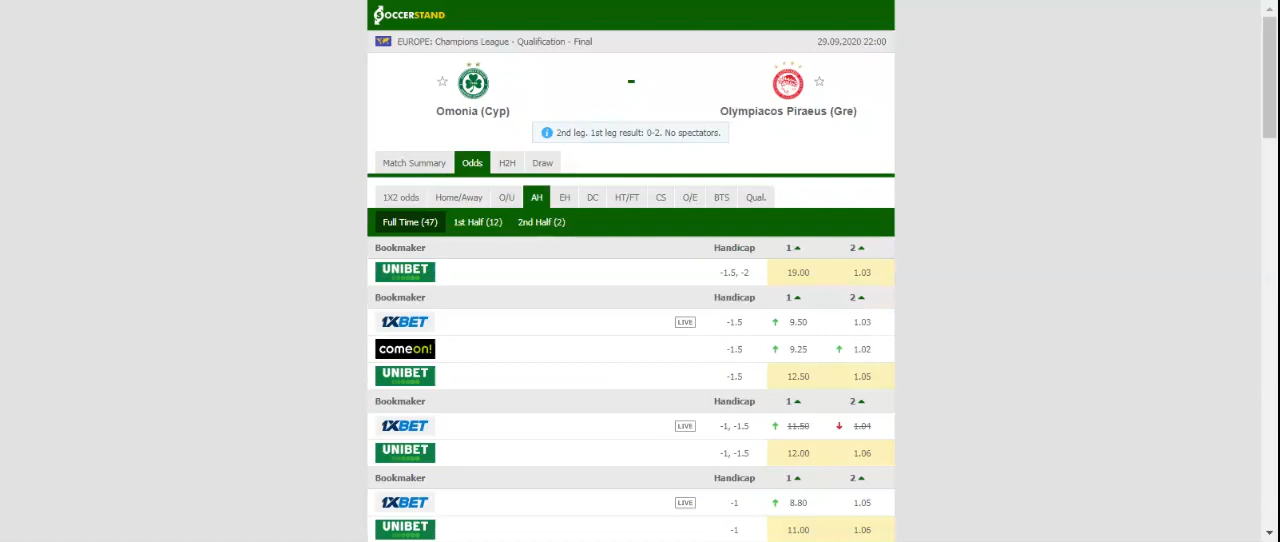 SOCCERSTAND
EUROPE: Champions League - Qualification - Final 29.09.2020 22:00
Omonia (Cyp) - Olympiacos Piraeus (Gre)
2nd leg. 1st leg result: 0-2. No spectators.
Match Summary Odds H2H Draw
1X2 odds Home/Away O/U AH EH DC HT/FT CS O/E BTS Qual.
Full Time (47) 1st Half (12) 2nd Half (2)
Bookmaker Handicap 1 2
UNIBET -1.5, -2 19.00 1.03
Bookmaker Handicap 1 2
1XBET LIVE -1.5 9.50 1.03
comeon! -1.5 9.25 1.02
UNIBET -1.5 12.50 1.05
Bookmaker Handicap 1 2
1XBET LIVE -1, -1.5 11.50 1.04
UNIBET -1, -1.5 12.00 1.06
Bookmaker Handicap 1 2
1XBET LIVE -1 8.80 1.05
UNIBET -1 11.00 1.06